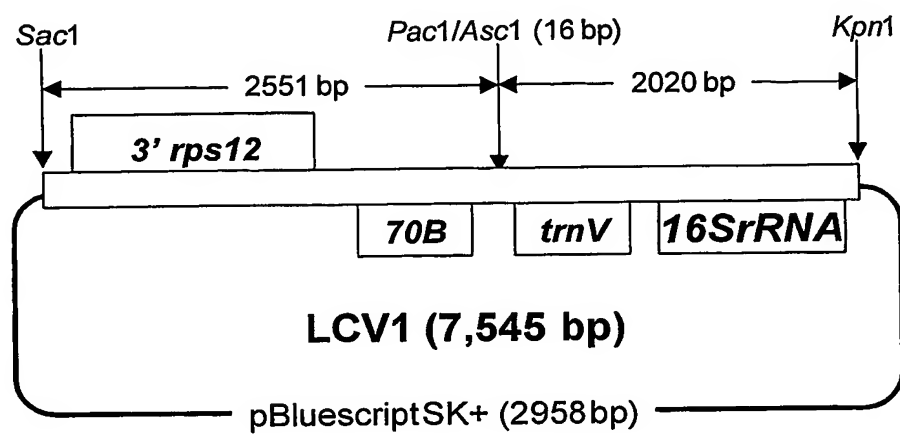 Sac1 Pac1/Asc1 (16 bp) Kpn1
2551 bp 2020 bp
3' rps12
70B trnV 16SrRNA
LCV1 (7,545 bp)
pBluescriptSK+ (2958bp)